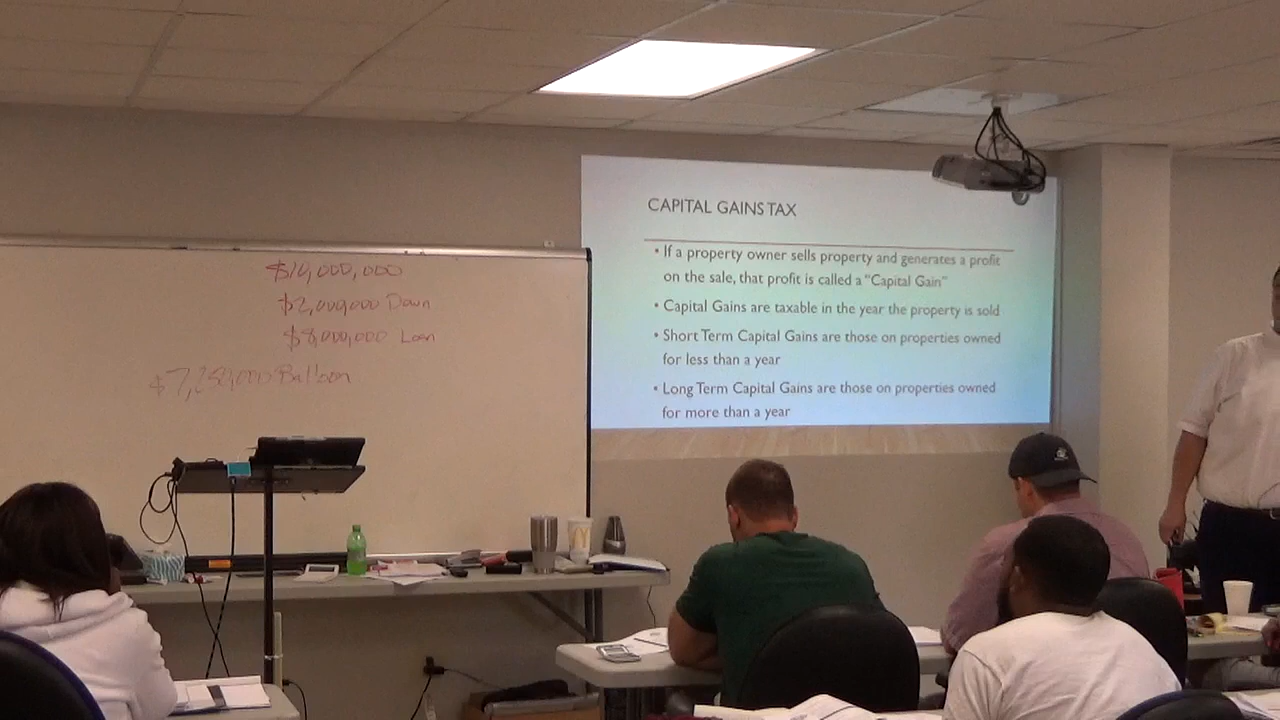 $10,000,000
$2,000,000 Down
$8,000,000 Loan
Balloon
CAPITAL GAINS TAX
• If a property owner sells property and generates a profit
on the sale, that profit is called a "Capital Gain"
• Capital Gains are taxable in the year the property is sold
• Short Term Capital Gains are those on properties owned
for less than a year
• Long Term Capital Gains are those on properties owned
for more than a year